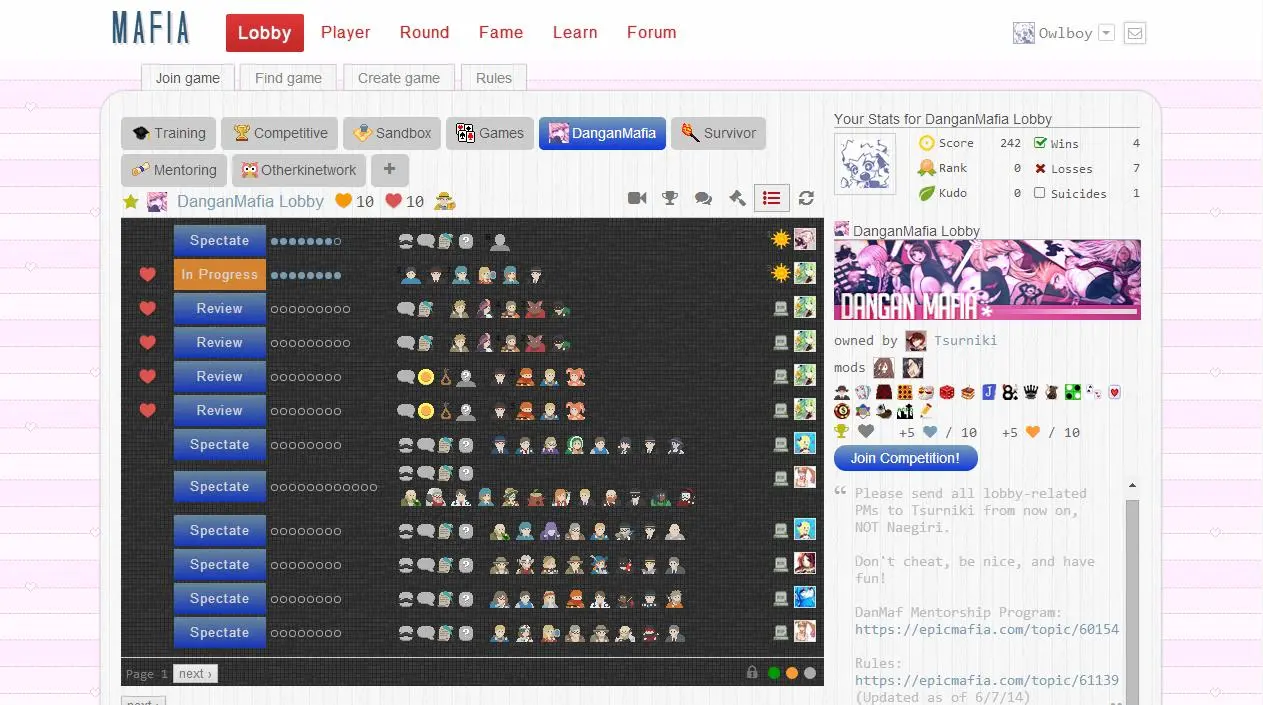 MAFIA
Lobby Player Round Fame Learn Forum
Owlboy
Join game Find game Create game Rules
Training Competitive Sandbox Games DanganMafia Survivor
Mentoring Otherkinetwork +
DanganMafia Lobby 10 10
Spectate
In Progress
Review
Review
Review
Review
Spectate
Spectate
Spectate
Spectate
Spectate
Spectate
Page 1 next ›
next ›
Your Stats for DanganMafia Lobby
Score 242 Wins 4
Rank 0 Losses 7
Kudo 0 Suicides 1
DanganMafia Lobby
DANGAN MAFIA*
owned by Tsurniki
mods
+5 / 10 +5 / 10
Join Competition!
“ Please send all lobby-related
PMs to Tsurniki from now on,
NOT Naegiri.
Don't cheat, be nice, and have
fun!
DanMaf Mentorship Program:
https://epicmafia.com/topic/60154
Rules:
https://epicmafia.com/topic/61139
(Updated as of 6/7/14)